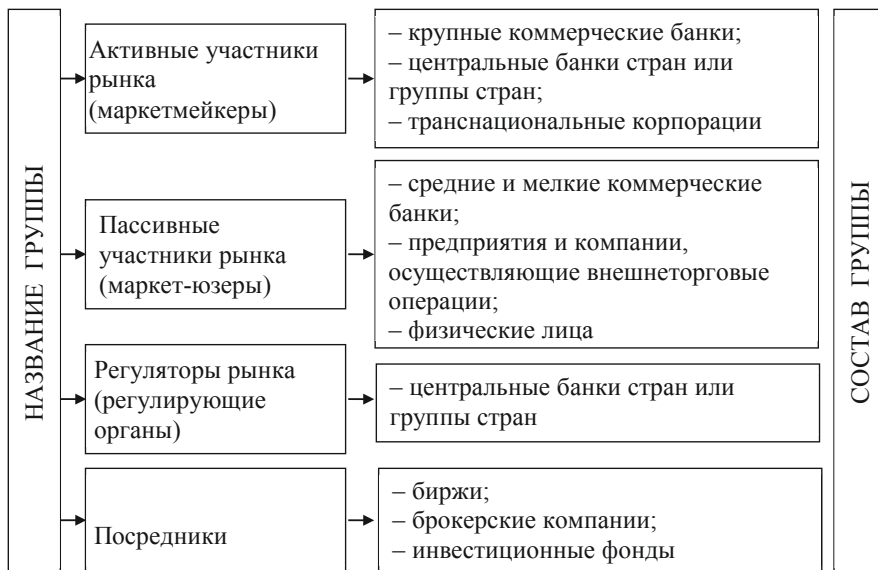 НАЗВАНИЕ ГРУППЫ
Активные участники
рынка
(маркетмейкеры)
– крупные коммерческие банки;
– центральные банки стран или
группы стран;
– транснациональные корпорации
Пассивные
участники рынка
(маркет-юзеры)
– средние и мелкие коммерческие
банки;
– предприятия и компании,
осуществляющие внешнеторговые
операции;
– физические лица
Регуляторы рынка
(регулирующие
органы)
– центральные банки стран или
группы стран
Посредники
– биржи;
– брокерские компании;
– инвестиционные фонды
СОСТАВ ГРУППЫ